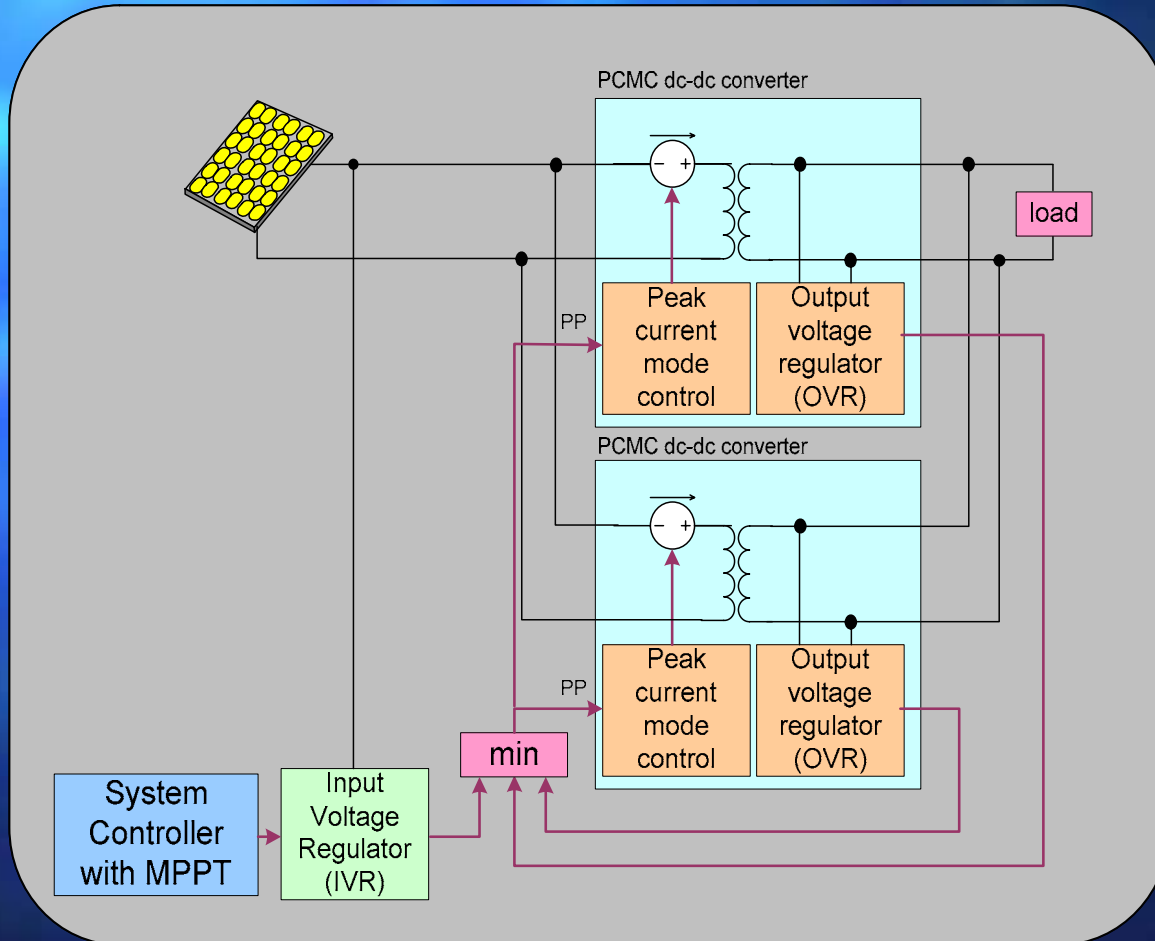 PCMC dc-dc converter
− +
load
Peak
current
mode
control
Output
voltage
regulator
(OVR)
PP
PCMC dc-dc converter
− +
Peak
current
mode
control
Output
voltage
regulator
(OVR)
PP
min
System
Controller
with MPPT
Input
Voltage
Regulator
(IVR)